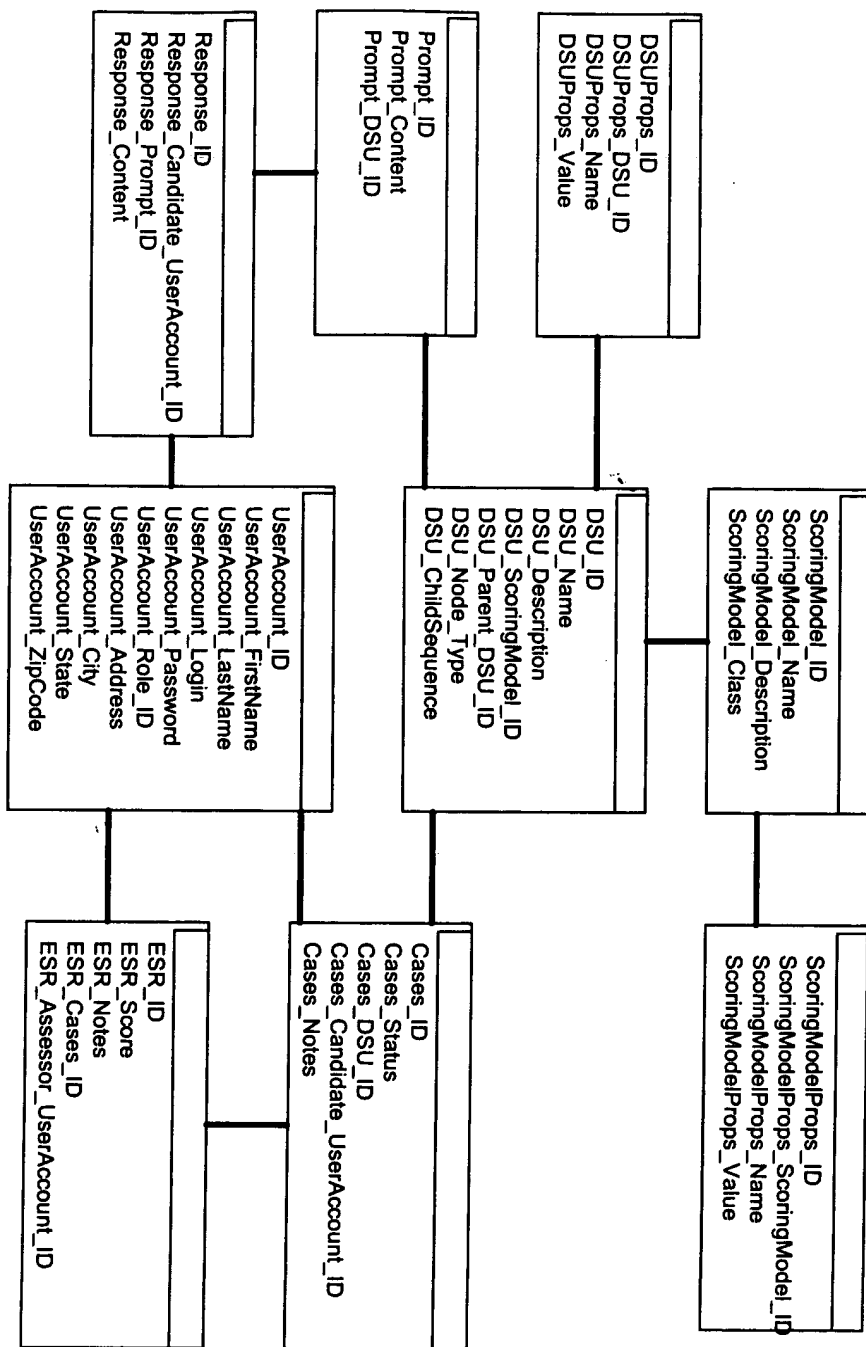 DSUProps_ID
DSUProps_DSU_ID
DSUProps_Name
DSUProps_Value
Prompt_ID
Prompt_Content
Prompt_DSU_ID
Response_ID
Response_Candidate_UserAccount_ID
Response_Prompt_ID
Response_Content
ScoringModel_ID
ScoringModel_Name
ScoringModel_Description
ScoringModel_Class
DSU_ID
DSU_Name
DSU_Description
DSU_ScoringModel_ID
DSU_Parent_DSU_ID
DSU_Node_Type
DSU_ChildSequence
UserAccount_ID
UserAccount_FirstName
UserAccount_LastName
UserAccount_Login
UserAccount_Password
UserAccount_Role_ID
UserAccount_Address
UserAccount_City
UserAccount_State
UserAccount_ZipCode
ScoringModelProps_ID
ScoringModelProps_ScoringModel_ID
ScoringModelProps_Name
ScoringModelProps_Value
Cases_ID
Cases_Status
Cases_DSU_ID
Cases_Candidate_UserAccount_ID
Cases_Notes
ESR_ID
ESR_Score
ESR_Notes
ESR_Cases_ID
ESR_Assessor_UserAccount_ID